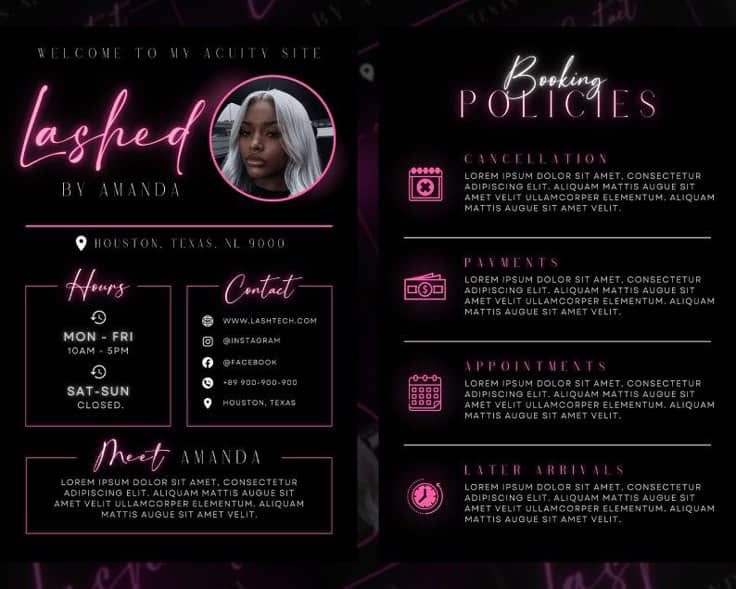 WELCOME TO MY ACUITY SITE
Lashed
BY AMANDA
HOUSTON, TEXAS, NL 9000
Hours
MON - FRI
10AM - 5PM
SAT-SUN
CLOSED.
Contact
WWW.LASHTECH.COM
@INSTAGRAM
@FACEBOOK
+89 900-900-900
HOUSTON, TEXAS
Meet AMANDA
LOREM IPSUM DOLOR SIT AMET, CONSECTETUR
ADIPISCING ELIT. ALIQUAM MATTIS AUGUE SIT
AMET VELIT ULLAMCORPER ELEMENTUM. ALIQUAM
MATTIS AUGUE SIT AMET VELIT.
Booking
POLICIES
CANCELLATION
LOREM IPSUM DOLOR SIT AMET, CONSECTETUR
ADIPISCING ELIT. ALIQUAM MATTIS AUGUE SIT
AMET VELIT ULLAMCORPER ELEMENTUM. ALIQUAM
MATTIS AUGUE SIT AMET VELIT.
PAYMENTS
LOREM IPSUM DOLOR SIT AMET, CONSECTETUR
ADIPISCING ELIT. ALIQUAM MATTIS AUGUE SIT
AMET VELIT ULLAMCORPER ELEMENTUM. ALIQUAM
MATTIS AUGUE SIT AMET VELIT.
APPOINTMENTS
LOREM IPSUM DOLOR SIT AMET, CONSECTETUR
ADIPISCING ELIT. ALIQUAM MATTIS AUGUE SIT
AMET VELIT ULLAMCORPER ELEMENTUM. ALIQUAM
MATTIS AUGUE SIT AMET VELIT.
LATER ARRIVALS
LOREM IPSUM DOLOR SIT AMET, CONSECTETUR
ADIPISCING ELIT. ALIQUAM MATTIS AUGUE SIT
AMET VELIT ULLAMCORPER ELEMENTUM. ALIQUAM
MATTIS AUGUE SIT AMET VELIT.